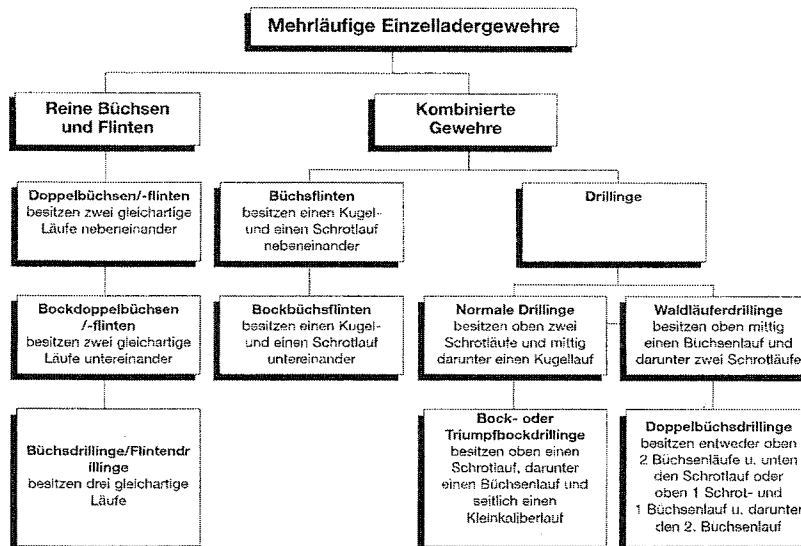 Mehrläufige Einzelladergewehre
Reine Büchsen
und Flinten
Kombinierte
Gewehre
Doppelbüchsen/-flinten
besitzen zwei gleichartige
Läufe nebeneinander
Büchsflinten
besitzen einen Kugel-
und einen Schrotlauf
nebeneinander
Drillinge
Bockdoppelbüchsen
/-flinten
besitzen zwei gleichartige
Läufe untereinander
Bockbüchsflinten
besitzen einen Kugel-
und einen Schrotlauf
untereinander
Normale Drillinge
besitzen oben zwei
Schrotläufe und mittig
darunter einen Kugellauf
Waldläuferdrillinge
besitzen oben mittig
einen Büchsenlauf und
darunter zwei Schrotläufe
Büchsdrillinge/Flintendr
illinge
besitzen drei gleichartige
Läufe
Bock- oder
Triumpfbockdrillinge
besitzen oben einen
Schrotlauf, darunter
einen Büchsenlauf und
seitlich einen
Kleinkaliberlauf
Doppelbüchsdrillinge
besitzen entweder oben
2 Büchsenläufe u. unten
den Schrotlauf oder
oben 1 Schrot- und
1 Büchsenlauf u. darunter
den 2. Buchsenlauf